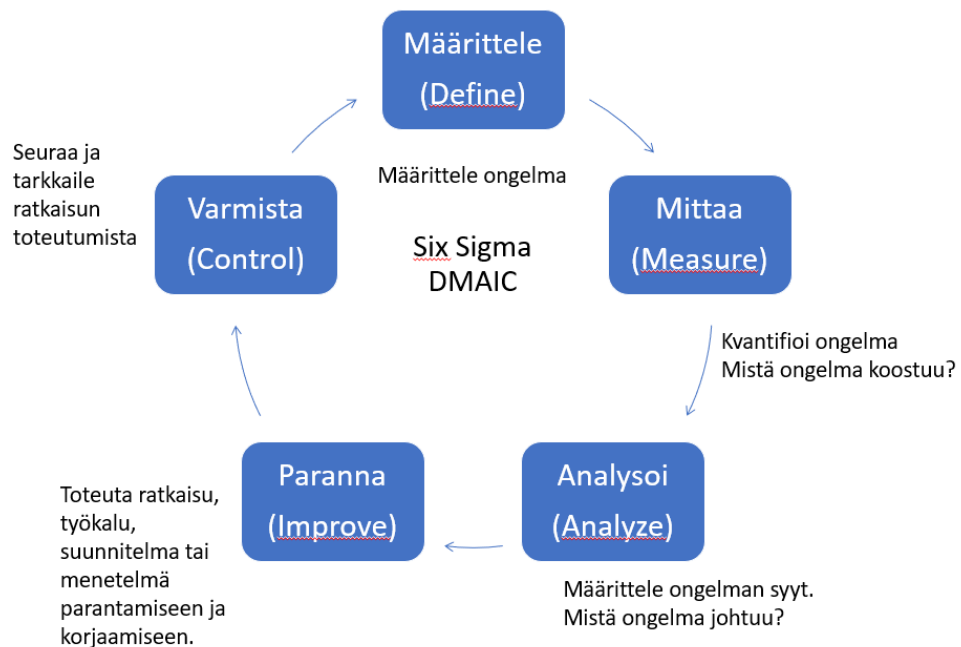 Määrittele
(Define)
Määrittele ongelma
Six Sigma
DMAIC
Mittaa
(Measure)
Kvantifioi ongelma
Mistä ongelma koostuu?
Analysoi
(Analyze)
Määrittele ongelman syyt.
Mistä ongelma johtuu?
Paranna
(Improve)
Toteuta ratkaisu,
työkalu,
suunnitelma tai
menetelmä
parantamiseen ja
korjaamiseen.
Varmista
(Control)
Seuraa ja
tarkkaile
ratkaisun
toteutumista